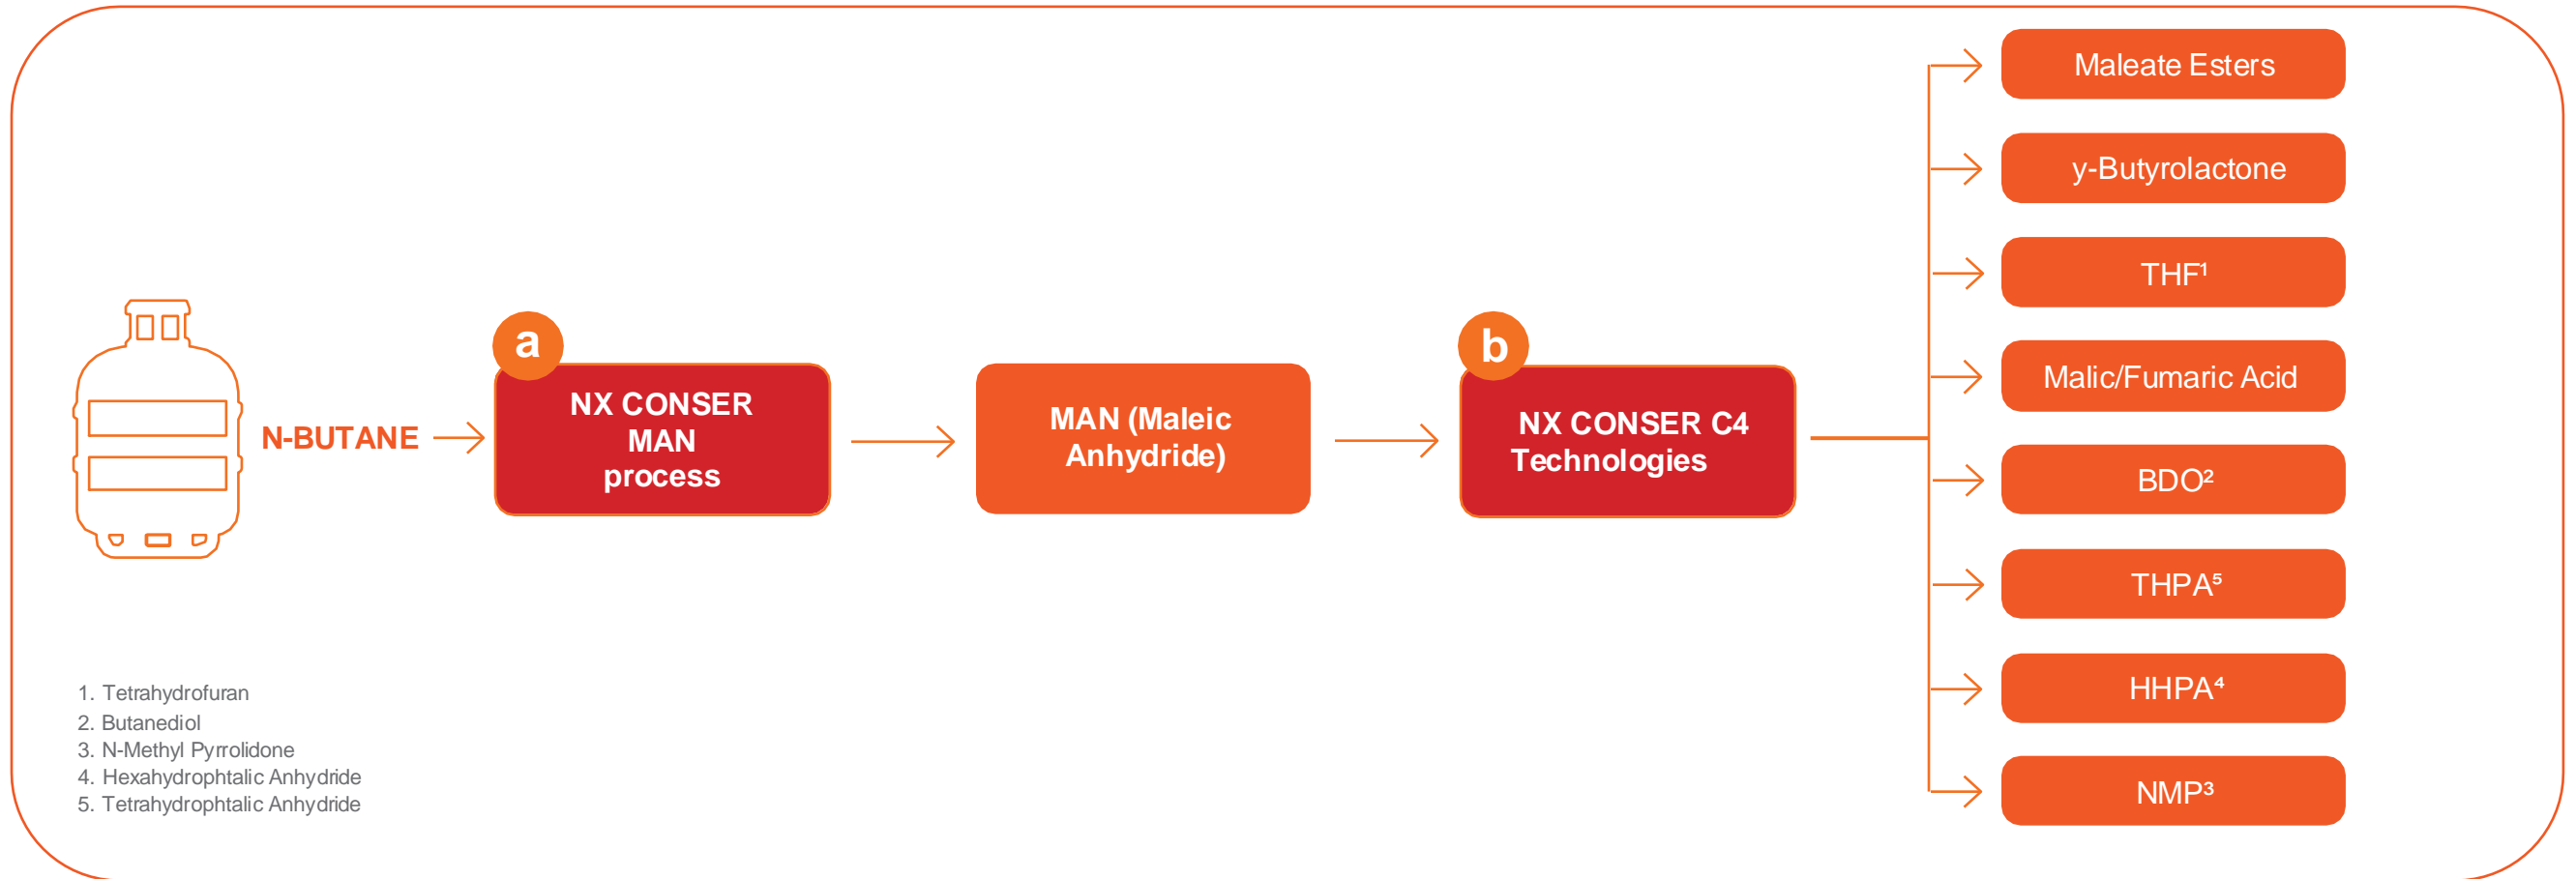 N-BUTANE
a
NX CONSER
MAN
process
MAN (Maleic
Anhydride)
b
NX CONSER C4
Technologies
Maleate Esters
y-Butyrolactone
THF¹
Malic/Fumaric Acid
BDO²
THPA⁵
HHPA⁴
NMP³
1. Tetrahydrofuran
2. Butanediol
3. N-Methyl Pyrrolidone
4. Hexahydrophtalic Anhydride
5. Tetrahydrophtalic Anhydride